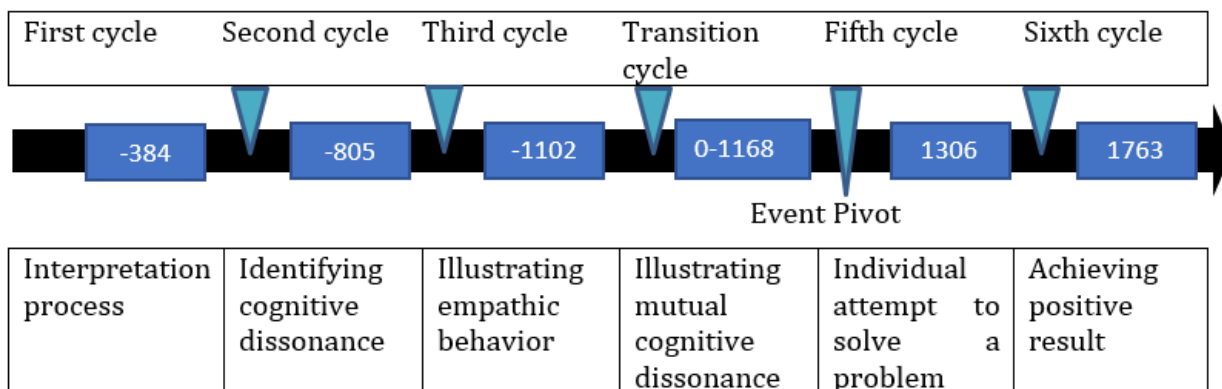 First cycle Second cycle Third cycle Transition cycle Fifth cycle Sixth cycle
-384 -805 -1102 0-1168 1306 1763
Event Pivot
Interpretation process
Identifying cognitive dissonance
Illustrating empathic behavior
Illustrating mutual cognitive dissonance
Individual attempt to solve a problem
Achieving positive result